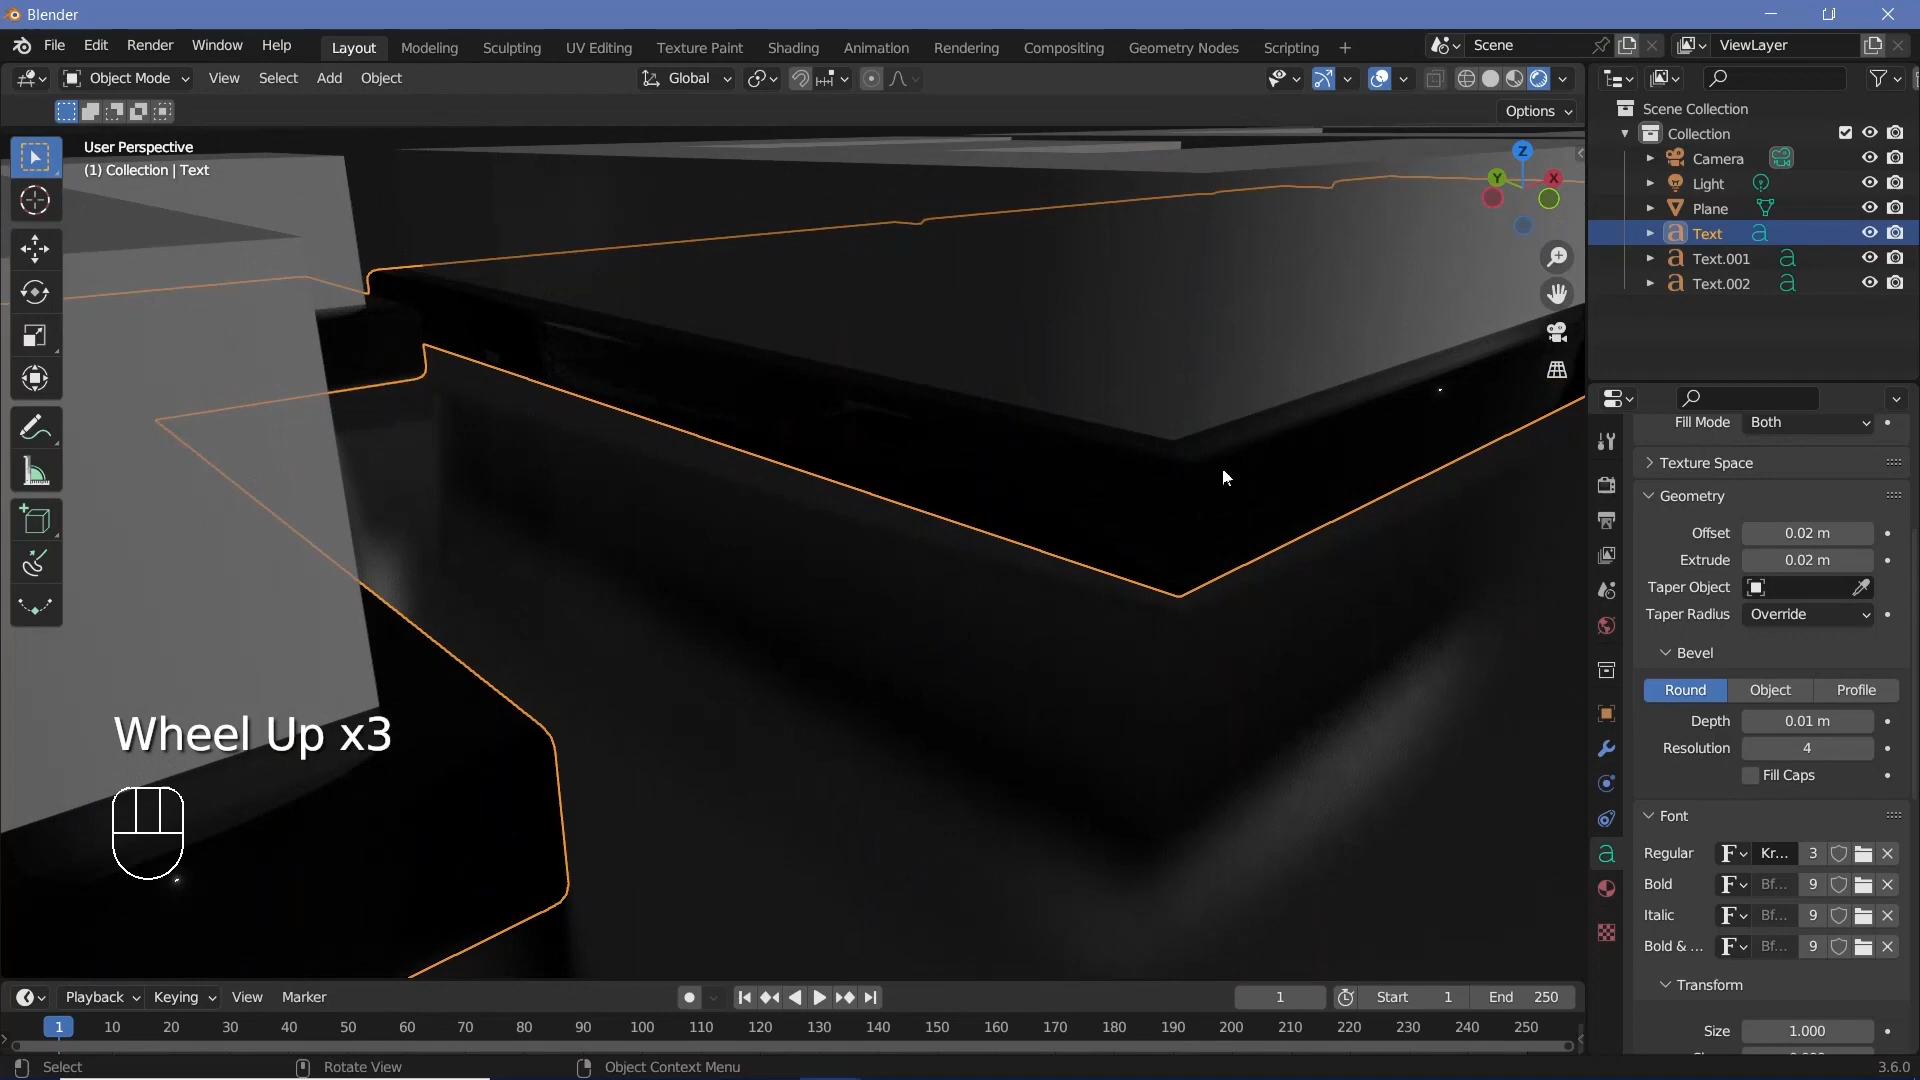 Blender
File Edit Render Window Help Layout Modeling Sculpting UV Editing Texture Paint Shading Animation Rendering Compositing Geometry Nodes Scripting + Scene ViewLayer
Object Mode View Select Add Object Global
Options
User Perspective
(1) Collection | Text
Z
Y
X
Wheel Up x3
Scene Collection
Collection
Camera
Light
Plane
Text
Text.001
Text.002
Fill Mode Both
Texture Space
Geometry
Offset 0.02 m
Extrude 0.02 m
Taper Object
Taper Radius Override
Bevel
Round Object Profile
Depth 0.01 m
Resolution 4
Fill Caps
Font
Regular F Kr... 3
Bold F Bf... 9
Italic F Bf... 9
Bold & ... F Bf... 9
Transform
Size 1.000
Playback Keying View Marker 1 Start 1 End 250
1 10 20 30 40 50 60 70 80 90 100 110 120 130 140 150 160 170 180 190 200 210 220 230 240 250
Select Rotate View Object Context Menu 3.6.0